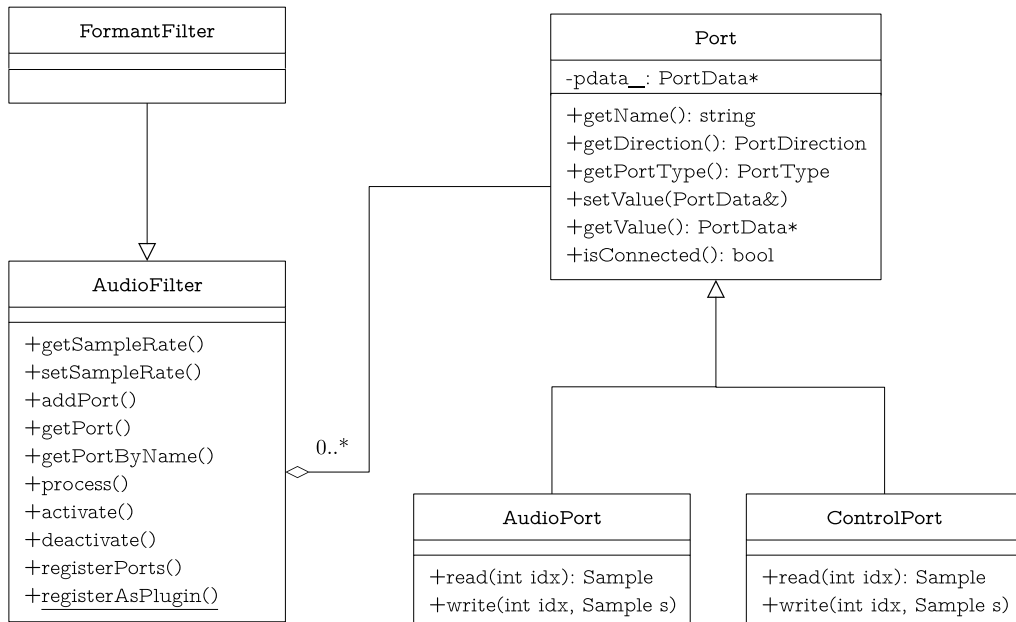 FormantFilter
Port
-pdata_: PortData*
+getName(): string
+getDirection(): PortDirection
+getPortType(): PortType
+setValue(PortData&)
+getValue(): PortData*
+isConnected(): bool
AudioFilter
+getSampleRate()
+setSampleRate()
+addPort()
+getPort()
+getPortByName()
+process()
+activate()
+deactivate()
+registerPorts()
+registerAsPlugin()
0..*
AudioPort
+read(int idx): Sample
+write(int idx, Sample s)
ControlPort
+read(int idx): Sample
+write(int idx, Sample s)